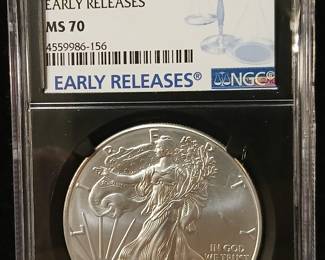 EARLY RELEASES
MS 70
4559986-156
EARLY RELEASES®
NGC
LIBERTY
IN GOD
WE TRUST